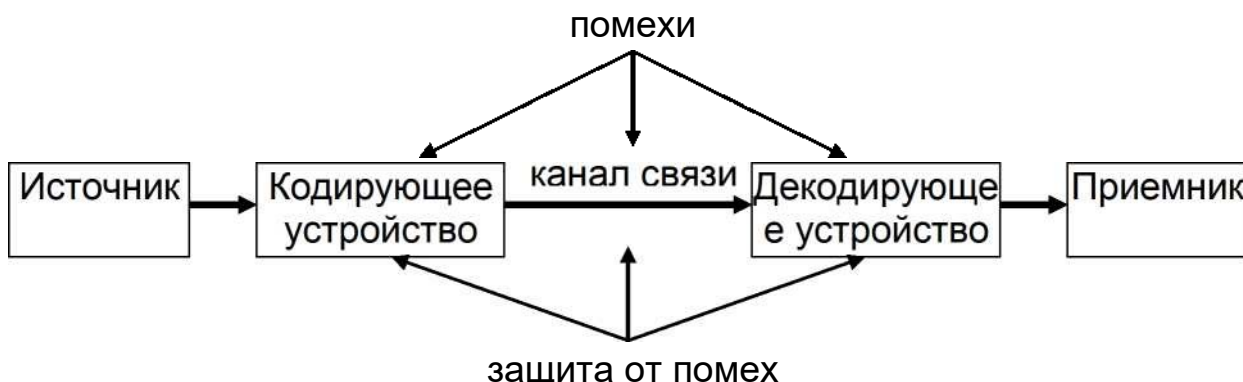 помехи
Источник
Кодирующее
устройство
канал связи
Декодирующе
е устройство
Приемник
защита от помех